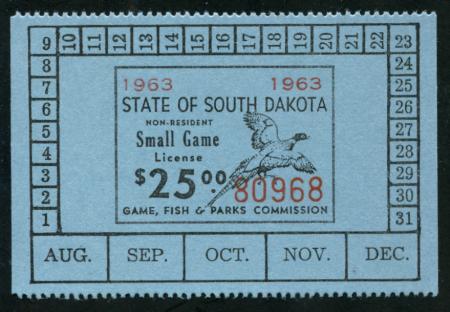 9 10 11 12 13 14 15 16 17 18 19 20 21 22 23
8 24
7 1963 1963 25
6 STATE OF SOUTH DAKOTA 26
5 NON-RESIDENT 27
4 Small Game 28
3 License 29
2 $25.00 80968 30
1 GAME, FISH & PARKS COMMISSION 31
AUG. SEP. OCT. NOV. DEC.